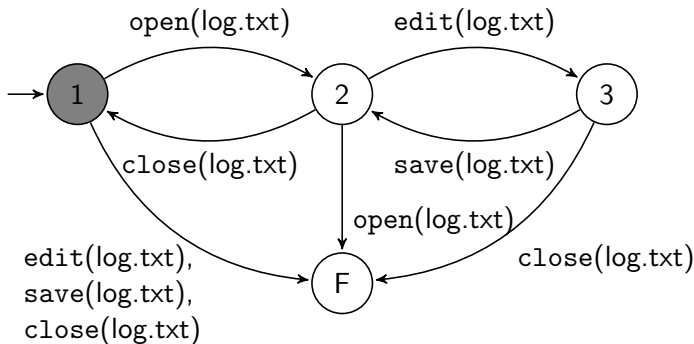 open(log.txt)
edit(log.txt)
1
2
3
close(log.txt)
save(log.txt)
open(log.txt)
edit(log.txt),
save(log.txt),
close(log.txt)
F
close(log.txt)